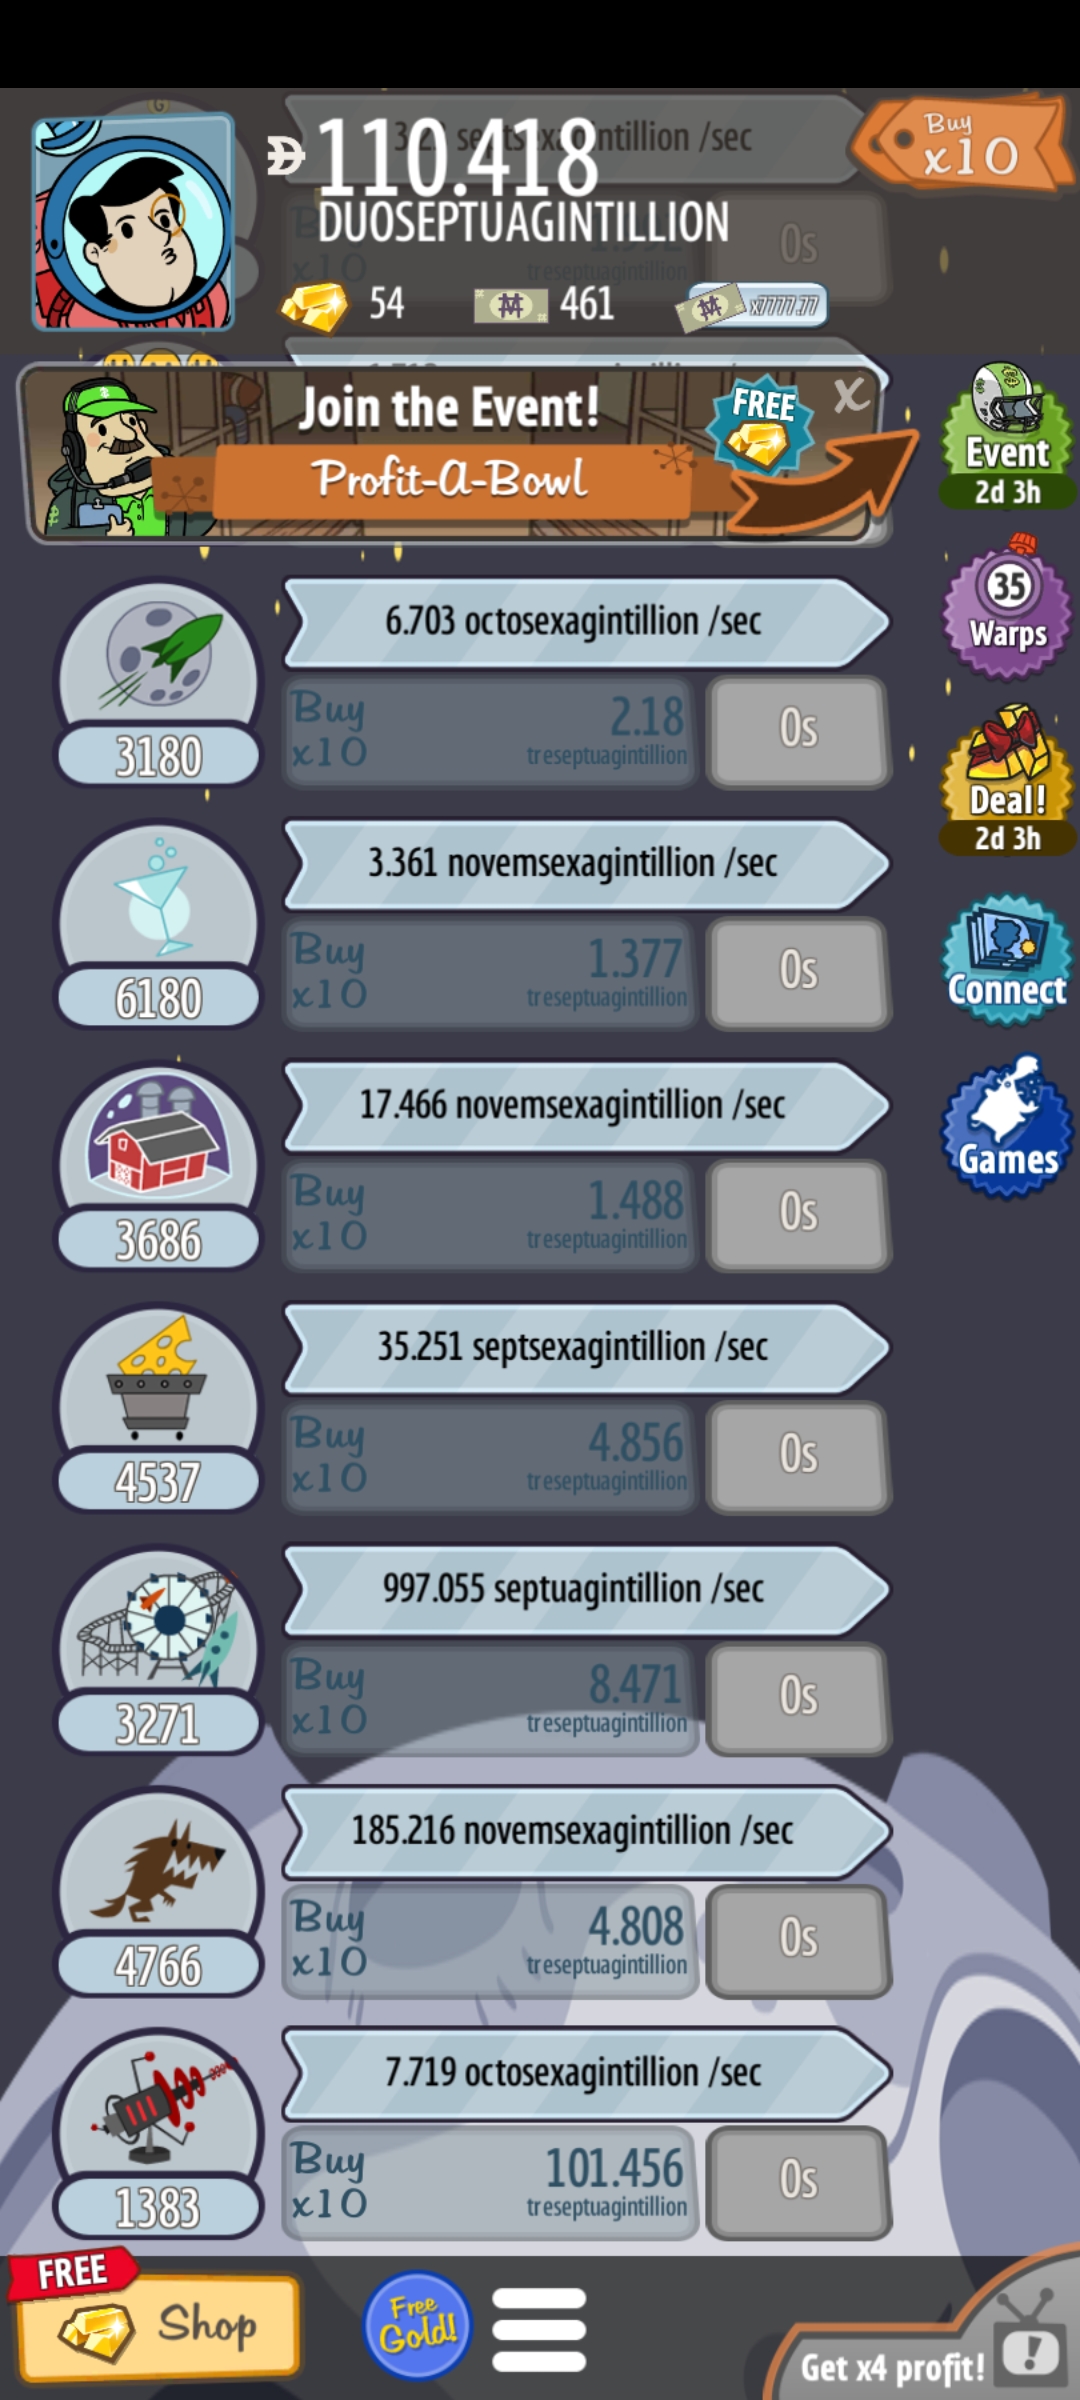 110.418
DUOSEPTUAGINTILLION
Buy
x10
54
461
x7777.77
0s
treseptuagintillion
Join the Event!
Profit-A-Bowl
FREE
X
Event
2d 3h
6.703 octosexagintillion /sec
Buy
x10
2.18
treseptuagintillion
0s
3180
35
Warps
Deal!
2d 3h
3.361 novemsexagintillion /sec
Buy
x10
1.377
treseptuagintillion
0s
6180
Connect
17.466 novemsexagintillion /sec
Buy
x10
1.488
treseptuagintillion
0s
3686
Games
35.251 septsexagintillion /sec
Buy
x10
4.856
treseptuagintillion
0s
4537
997.055 septuagintillion /sec
Buy
x10
8.471
treseptuagintillion
0s
3271
185.216 novemsexagintillion /sec
Buy
x10
4.808
treseptuagintillion
0s
4766
7.719 octosexagintillion /sec
Buy
x10
101.456
treseptuagintillion
0s
1383
FREE
Shop
Free
Gold!
Get x4 profit!
!